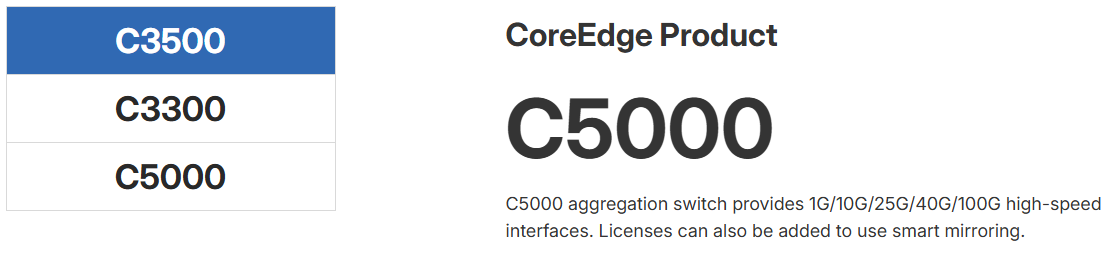 C3500
C3300
C5000
CoreEdge Product
C5000
C5000 aggregation switch provides 1G/10G/25G/40G/100G high-speed
interfaces. Licenses can also be added to use smart mirroring.